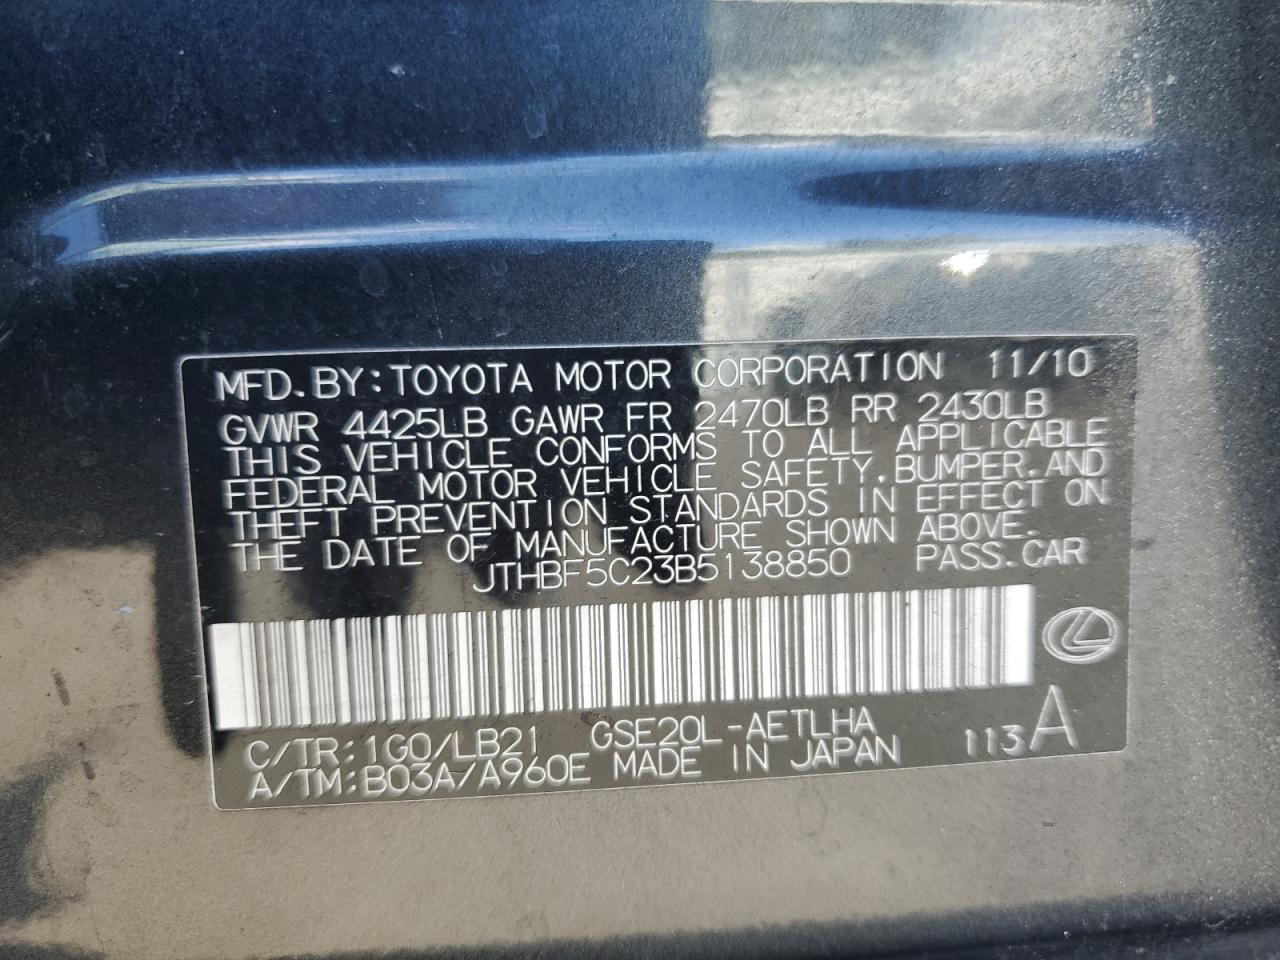 MFD.BY:TOYOTA MOTOR CORPORATION 11/10
GVWR 4425LB GAWR FR 2470LB RR 2430LB
THIS VEHICLE CONFORMS TO ALL APPLICABLE
FEDERAL MOTOR VEHICLE SAFETY,BUMPER,AND
THEFT PREVENTION STANDARDS IN EFFECT ON
THE DATE OF MANUFACTURE SHOWN ABOVE.
JTHBF5C23B5138850 PASS.CAR
C/TR:1G0/LB21 GSE20L-AETLHA
A/TM:B03A/A960E MADE IN JAPAN 113A